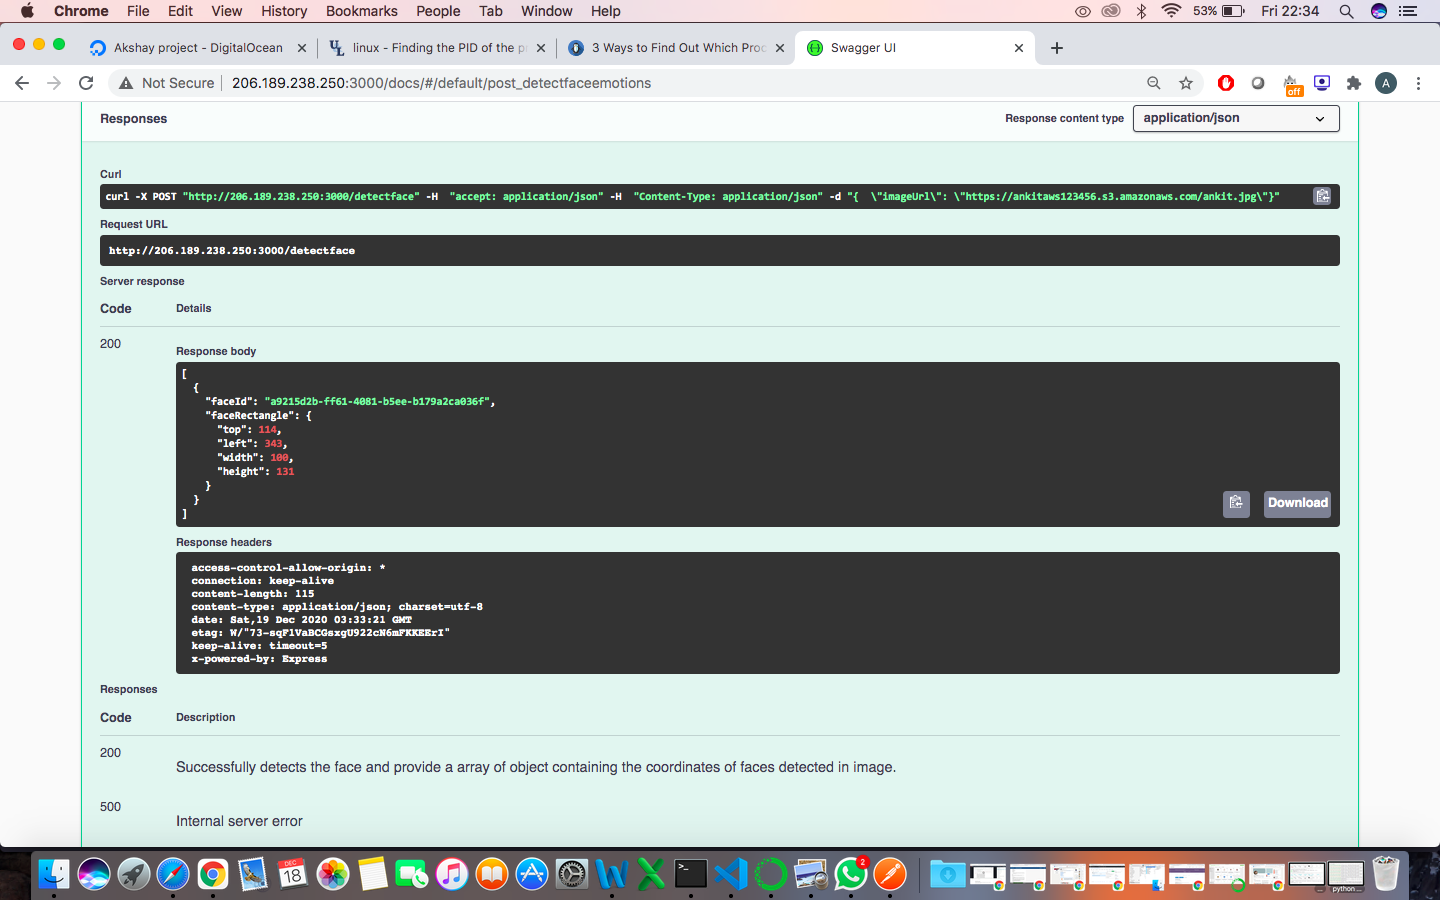 Chrome File Edit View History Bookmarks People Tab Window Help 53% Fri 22:34
Akshay project - DigitalOcean
linux - Finding the PID of the p
3 Ways to Find Out Which Proc
Swagger UI
Not Secure 206.189.238.250:3000/docs/#/default/post_detectfaceemotions
off
A
Responses
Response content type application/json
Curl
curl -X POST "http://206.189.238.250:3000/detectface" -H  "accept: application/json" -H  "Content-Type: application/json" -d "{  \"imageUrl\": \"https://ankitaws123456.s3.amazonaws.com/ankit.jpg\"}"
Request URL
http://206.189.238.250:3000/detectface
Server response
Code Details
200
Response body
[
{
"faceId": "a9215d2b-ff61-4081-b5ee-b179a2ca036f",
"faceRectangle": {
"top": 114,
"left": 343,
"width": 100,
"height": 131
}
}
]
Download
Response headers
access-control-allow-origin: *
connection: keep-alive
content-length: 115
content-type: application/json; charset=utf-8
date: Sat,19 Dec 2020 03:33:21 GMT
etag: W/"73-sqFlVaBCGsxgU922cN6mFKKEErI"
keep-alive: timeout=5
x-powered-by: Express
Responses
Code Description
200
Successfully detects the face and provide a array of object containing the coordinates of faces detected in image.
500
Internal server error
DEC
18
2
python